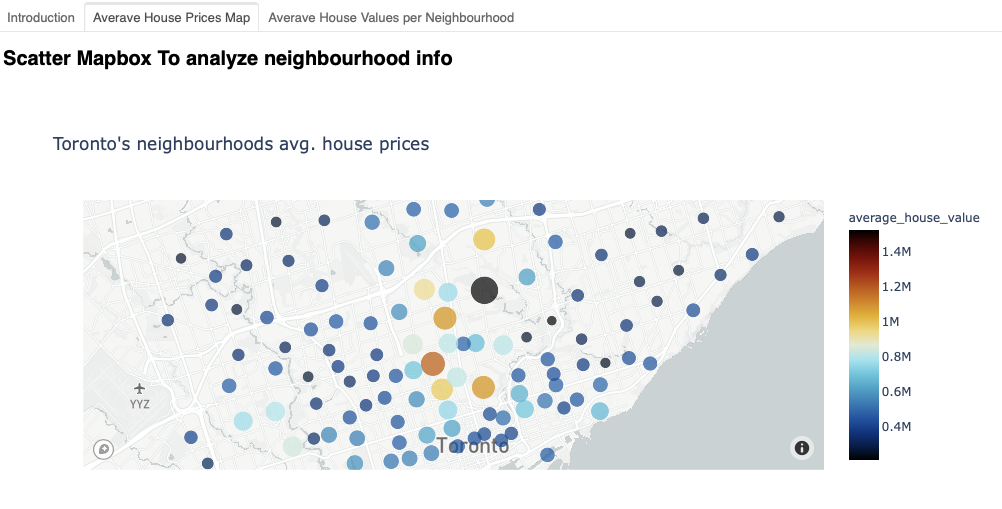 Introduction
Averave House Prices Map
Averave House Values per Neighbourhood
Scatter Mapbox To analyze neighbourhood info
Toronto's neighbourhoods avg. house prices
average_house_value
1.4M
1.2M
1M
0.8M
0.6M
0.4M
YYZ
Toronto
i